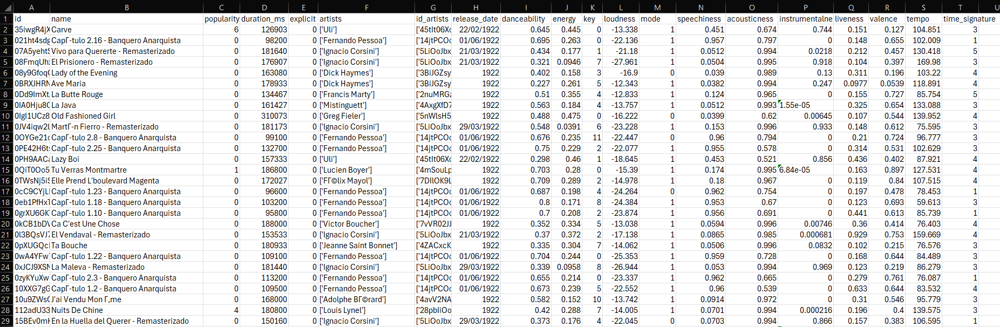 A B C D E F G H I J K L M N O P Q R S T U
1 id name popularity duration_ms explicit artists id_artists release_date danceability energy key loudness mode speechiness acousticness instrumentalne liveness valence tempo time_signature
2 35iwgR4jX Carve 6 126903 0 ['Uli'] ['45tIt06Xc 22/02/1922 0.645 0.445 0 -13.338 1 0.451 0.674 0.744 0.151 0.127 104.851 3
3 021ht4sdg CapГ-tulo 2.16 - Banquero Anarquista 0 98200 0 ['Fernando Pessoa'] ['14jtPCOc 01/06/1922 0.695 0.263 0 -22.136 1 0.957 0.797 0 0.148 0.655 102.009 1
4 07A5yehtS Vivo para Quererte - Remasterizado 0 181640 0 ['Ignacio Corsini'] ['5LiOoJbx 21/03/1922 0.434 0.177 1 -21.18 1 0.0512 0.994 0.0218 0.212 0.457 130.418 5
5 08FmqUhx El Prisionero - Remasterizado 0 176907 0 ['Ignacio Corsini'] ['5LiOoJbx 21/03/1922 0.321 0.0946 7 -27.961 1 0.0504 0.995 0.918 0.104 0.397 169.98 3
6 08y9Gfoq Lady of the Evening 0 163080 0 ['Dick Haymes'] ['3BiJGZsy 1922 0.402 0.158 3 -16.9 0 0.039 0.989 0.13 0.311 0.196 103.22 4
7 0BRXJHRN Ave Maria 0 178933 0 ['Dick Haymes'] ['3BiJGZsy 1922 0.227 0.261 5 -12.343 1 0.0382 0.994 0.247 0.0977 0.0539 118.891 4
8 0Dd9ImXt La Butte Rouge 0 134467 0 ['Francis Marty'] ['2nuMRGz 1922 0.51 0.355 4 -12.833 1 0.124 0.965 0 0.155 0.727 85.754 5
9 0IA0Hju8 La Java 0 161427 0 ['Mistinguett'] ['4AxgXfD7 1922 0.563 0.184 4 -13.757 1 0.0512 0.993 1.55e-05 0.325 0.654 133.088 3
10 0IgI1UCz8 Old Fashioned Girl 0 310073 0 ['Greg Fieler'] ['5nWlsH5 1922 0.488 0.475 0 -16.222 0 0.0399 0.62 0.00645 0.107 0.544 139.952 4
11 0JV4iqw2l MartГ-n Fierro - Remasterizado 0 181173 0 ['Ignacio Corsini'] ['5LiOoJbx 29/03/1922 0.548 0.0391 6 -23.228 1 0.153 0.996 0.933 0.148 0.612 75.595 3
12 0OYGe21c CapГ-tulo 2.8 - Banquero Anarquista 0 99100 0 ['Fernando Pessoa'] ['14jtPCOc 01/06/1922 0.676 0.235 11 -22.447 0 0.96 0.794 0 0.21 0.724 96.777 3
13 0PE42H6t CapГ-tulo 2.25 - Banquero Anarquista 0 132700 0 ['Fernando Pessoa'] ['14jtPCOc 01/06/1922 0.75 0.229 2 -22.077 1 0.955 0.578 0 0.314 0.531 102.629 3
14 0PH9AAC Lazy Boi 0 157333 0 ['Uli'] ['45tIt06Xc 22/02/1922 0.298 0.46 1 -18.645 1 0.453 0.521 0.856 0.436 0.402 87.921 4
15 0QiT0Oo5 Tu Verras Montmartre 1 186800 0 ['Lucien Boyer'] ['4mSouLp 1922 0.703 0.28 0 -15.39 1 0.174 0.995 6.84e-05 0.163 0.897 127.531 4
16 0TWsNj5i Elle Prend L'boulevard Magenta 0 172027 0 ['FГ©lix Mayol'] ['7DIlOK9L 1922 0.709 0.289 2 -14.978 1 0.18 0.967 0 0.119 0.84 107.515 4
17 0cC9CYjL CapГ-tulo 1.23 - Banquero Anarquista 0 96600 0 ['Fernando Pessoa'] ['14jtPCOc 01/06/1922 0.687 0.198 4 -24.264 0 0.962 0.754 0 0.197 0.478 78.453 1
18 0eb1PfHxT CapГ-tulo 1.18 - Banquero Anarquista 0 103200 0 ['Fernando Pessoa'] ['14jtPCOc 01/06/1922 0.8 0.171 8 -24.384 1 0.953 0.67 0 0.123 0.693 59.613 3
19 0grXU6GK CapГ-tulo 1.10 - Banquero Anarquista 0 95800 0 ['Fernando Pessoa'] ['14jtPCOc 01/06/1922 0.7 0.208 2 -23.874 1 0.956 0.691 0 0.441 0.613 85.739 1
20 0kCB1bDV Ca C'est Une Chose 0 188000 0 ['Victor Boucher'] ['7vVR02JJ 1922 0.352 0.334 5 -13.038 1 0.0594 0.996 0.00746 0.36 0.414 76.403 4
21 0l3BQsVJ7 El Vendaval - Remasterizado 0 153533 0 ['Ignacio Corsini'] ['5LiOoJbx 21/03/1922 0.37 0.372 2 -17.138 1 0.0865 0.985 0.000681 0.929 0.753 159.669 4
22 0pXUGQc Ta Bouche 0 180933 0 ['Jeanne Saint Bonnet'] ['4ZACxcK 1922 0.335 0.304 7 -14.062 1 0.0506 0.996 0.0832 0.102 0.215 76.576 3
23 0wA4YFw CapГ-tulo 1.22 - Banquero Anarquista 0 109100 0 ['Fernando Pessoa'] ['14jtPCOc 01/06/1922 0.704 0.244 0 -25.353 1 0.959 0.728 0 0.168 0.644 84.489 3
24 0xJCJ9XSN La Maleva - Remasterizado 0 181440 0 ['Ignacio Corsini'] ['5LiOoJbx 29/03/1922 0.339 0.0958 8 -26.944 1 0.053 0.994 0.969 0.123 0.219 86.279 3
25 0zyKYuXw CapГ-tulo 2.3 - Banquero Anarquista 0 113200 0 ['Fernando Pessoa'] ['14jtPCOc 01/06/1922 0.655 0.214 0 -23.337 1 0.962 0.665 0 0.279 0.761 76.087 1
26 10XXG7gG CapГ-tulo 1.2 - Banquero Anarquista 0 109500 0 ['Fernando Pessoa'] ['14jtPCOc 01/06/1922 0.673 0.239 5 -22.552 1 0.96 0.539 0 0.633 0.644 83.532 4
27 10u9ZWs J'ai Vendu Mon Г‚me 0 168000 0 ['Adolphe BГ©rard'] ['4avV2NA 1922 0.582 0.152 10 -13.742 1 0.0914 0.972 0 0.31 0.546 95.779 3
28 112adU33 Nuits De Chine 4 180800 0 ['Louis Lynel'] ['28pbIiOo 1922 0.42 0.288 7 -14.005 1 0.0701 0.994 0.000216 0.196 0.4 139.575 3
29 15BEv0m En la Huella del Querer - Remasterizado 0 150160 0 ['Ignacio Corsini'] ['5LiOoJbx 29/03/1922 0.373 0.176 4 -22.045 0 0.0703 0.994 0.866 0.157 0.383 106.595 1